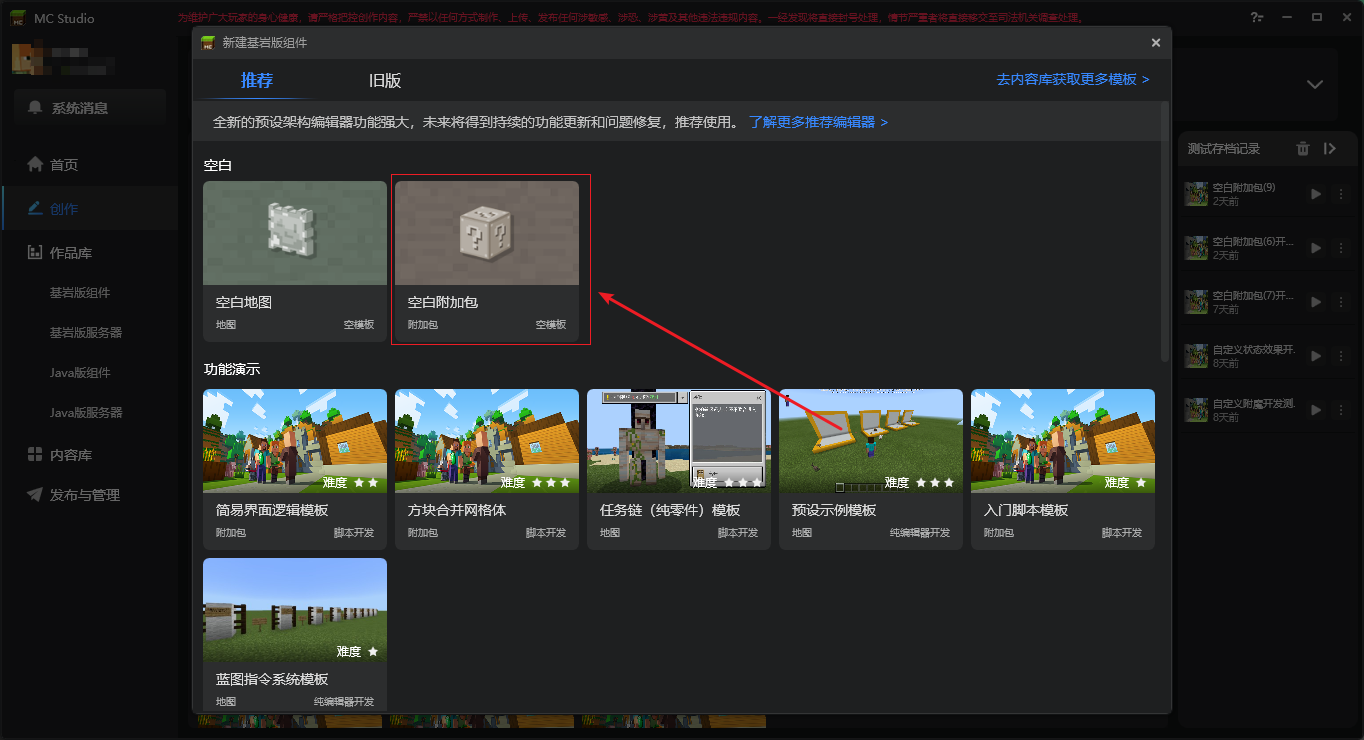 MC Studio
为维护广大玩家的身心健康，请严格把控创作内容，严禁以任何方式制作、上传、发布任何涉敏感、涉恐、涉黄及其他违法违规内容。一经发现将直接封号处理，情节严重者将直接移交至司法机关调查处理。
新建基岩版组件
推荐
旧版
去内容库获取更多模板 >
全新的预设架构编辑器功能强大，未来将得到持续的功能更新和问题修复，推荐使用。 了解更多推荐编辑器 >
系统消息
首页
创作
作品库
基岩版组件
基岩版服务器
Java版组件
Java版服务器
内容库
发布与管理
空白
空白地图
地图 空模板
空白附加包
附加包 空模板
功能演示
难度
简易界面逻辑模板
附加包 脚本开发
难度
方块合并网格体
附加包 脚本开发
难度
任务链（纯零件）模板
地图 脚本开发
难度
预设示例模板
地图 纯编辑器开发
难度
入门脚本模板
附加包 脚本开发
难度
蓝图指令系统模板
地图 纯编辑器开发
测试存档记录
空白附加包(9)
2天前
空白附加包(6)开...
2天前
空白附加包(7)开...
7天前
自定义状态效果开.
8天前
自定义附魔开发测.
8天前